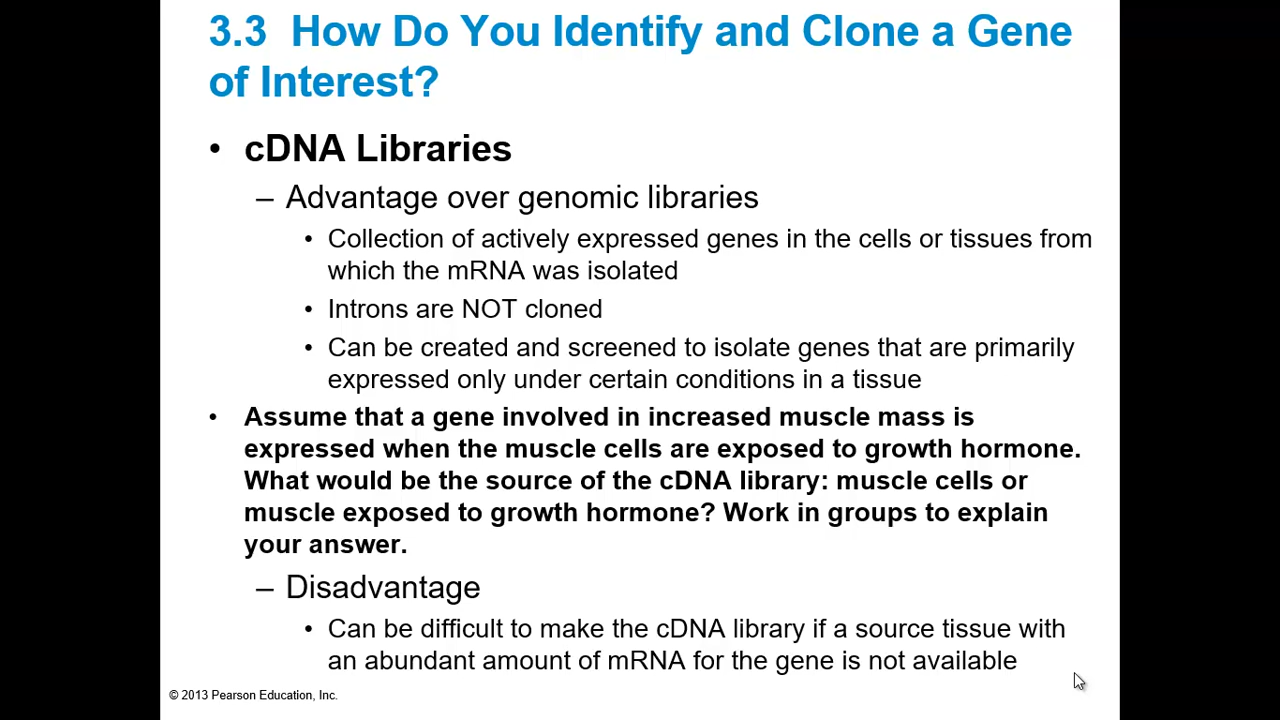 3.3 How Do You Identify and Clone a Gene
of Interest?
• cDNA Libraries
– Advantage over genomic libraries
• Collection of actively expressed genes in the cells or tissues from
which the mRNA was isolated
• Introns are NOT cloned
• Can be created and screened to isolate genes that are primarily
expressed only under certain conditions in a tissue
• Assume that a gene involved in increased muscle mass is
expressed when the muscle cells are exposed to growth hormone.
What would be the source of the cDNA library: muscle cells or
muscle exposed to growth hormone? Work in groups to explain
your answer.
– Disadvantage
• Can be difficult to make the cDNA library if a source tissue with
an abundant amount of mRNA for the gene is not available
© 2013 Pearson Education, Inc.